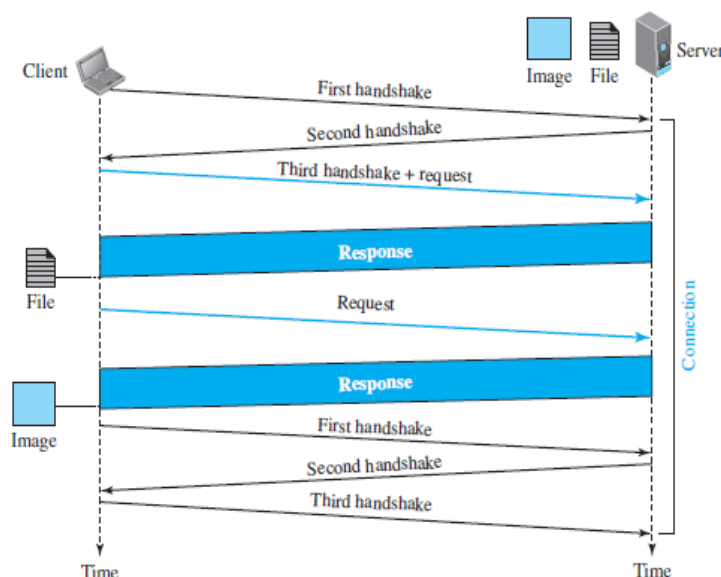 Client
Image
File
Server
First handshake
Second handshake
Third handshake + request
Response
File
Request
Connection
Response
Image
First handshake
Second handshake
Third handshake
Time
Time